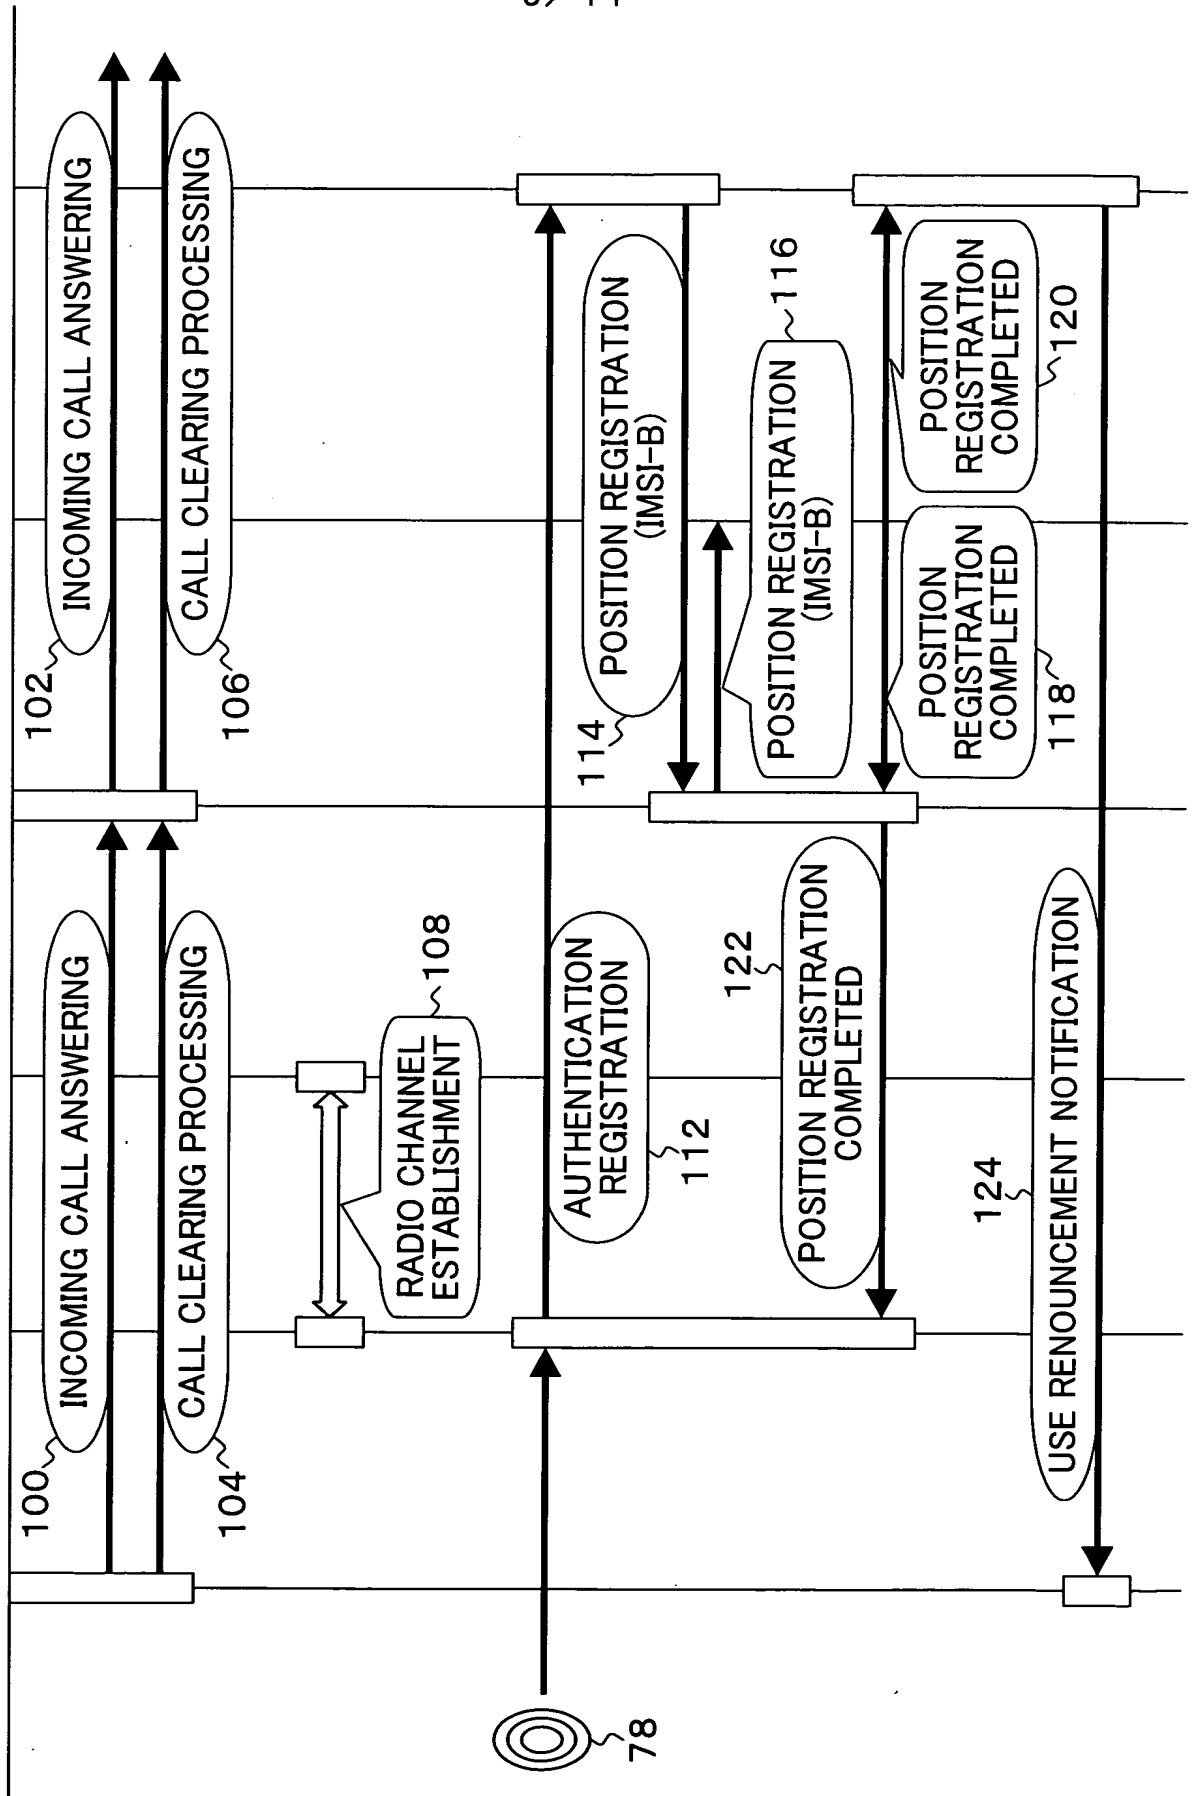 100
INCOMING CALL ANSWERING
102
INCOMING CALL ANSWERING
104
CALL CLEARING PROCESSING
106
CALL CLEARING PROCESSING
RADIO CHANNEL
ESTABLISHMENT
108
78
AUTHENTICATION
REGISTRATION
112
114
POSITION REGISTRATION
(IMSI-B)
POSITION REGISTRATION
(IMSI-B)
116
122
POSITION REGISTRATION
COMPLETED
POSITION
REGISTRATION
COMPLETED
118
POSITION
REGISTRATION
COMPLETED
120
124
USE RENOUNCEMENT NOTIFICATION